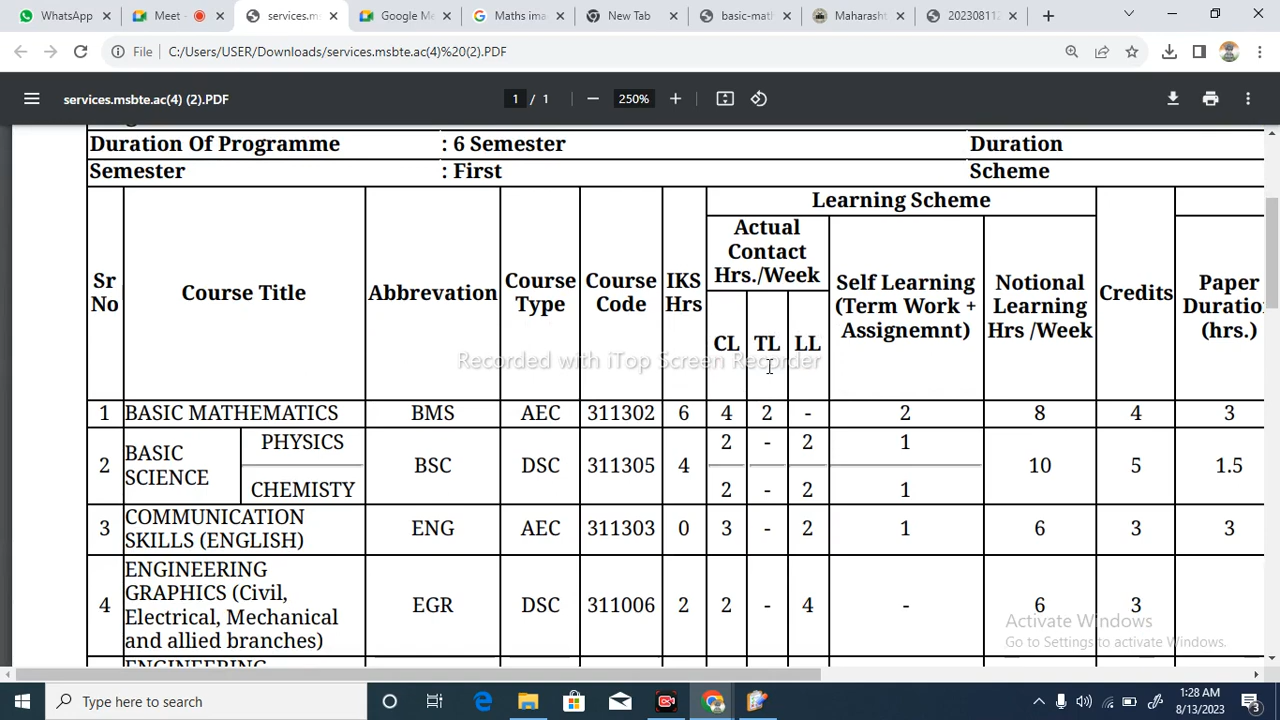 WhatsApp
Meet -
services.ms
Google Me
Maths ima
New Tab
basic-mat
Maharasht
2023081
File C:/Users/USER/Downloads/services.msbte.ac(4)%20(2).PDF
services.msbte.ac(4) (2).PDF 1 / 1 250%
Duration Of Programme : 6 Semester Duration
Semester : First Scheme
Learning Scheme
Actual
Contact
Hrs./Week
Sr
No
Course Title
Abbrevation
Course
Type
Course
Code
IKS
Hrs
CL TL LL
Self Learning
(Term Work +
Assignemnt)
Notional
Learning
Hrs /Week
Credits
Paper
Duratio
(hrs.)
Recorded with iTop Screen Recorder
1 BASIC MATHEMATICS BMS AEC 311302 6 4 2 - 2 8 4 3
2 BASIC
SCIENCE
PHYSICS
CHEMISTY
BSC DSC 311305 4
2 - 2 1
2 - 2 1
10 5 1.5
3 COMMUNICATION
SKILLS (ENGLISH)
ENG AEC 311303 0 3 - 2 1 6 3 3
4 ENGINEERING
GRAPHICS (Civil,
Electrical, Mechanical
and allied branches)
EGR DSC 311006 2 2 - 4 - 6 3
ENGINEERING
Activate Windows
Go to Settings to activate Windows.
Type here to search
1:28 AM
8/13/2023
3